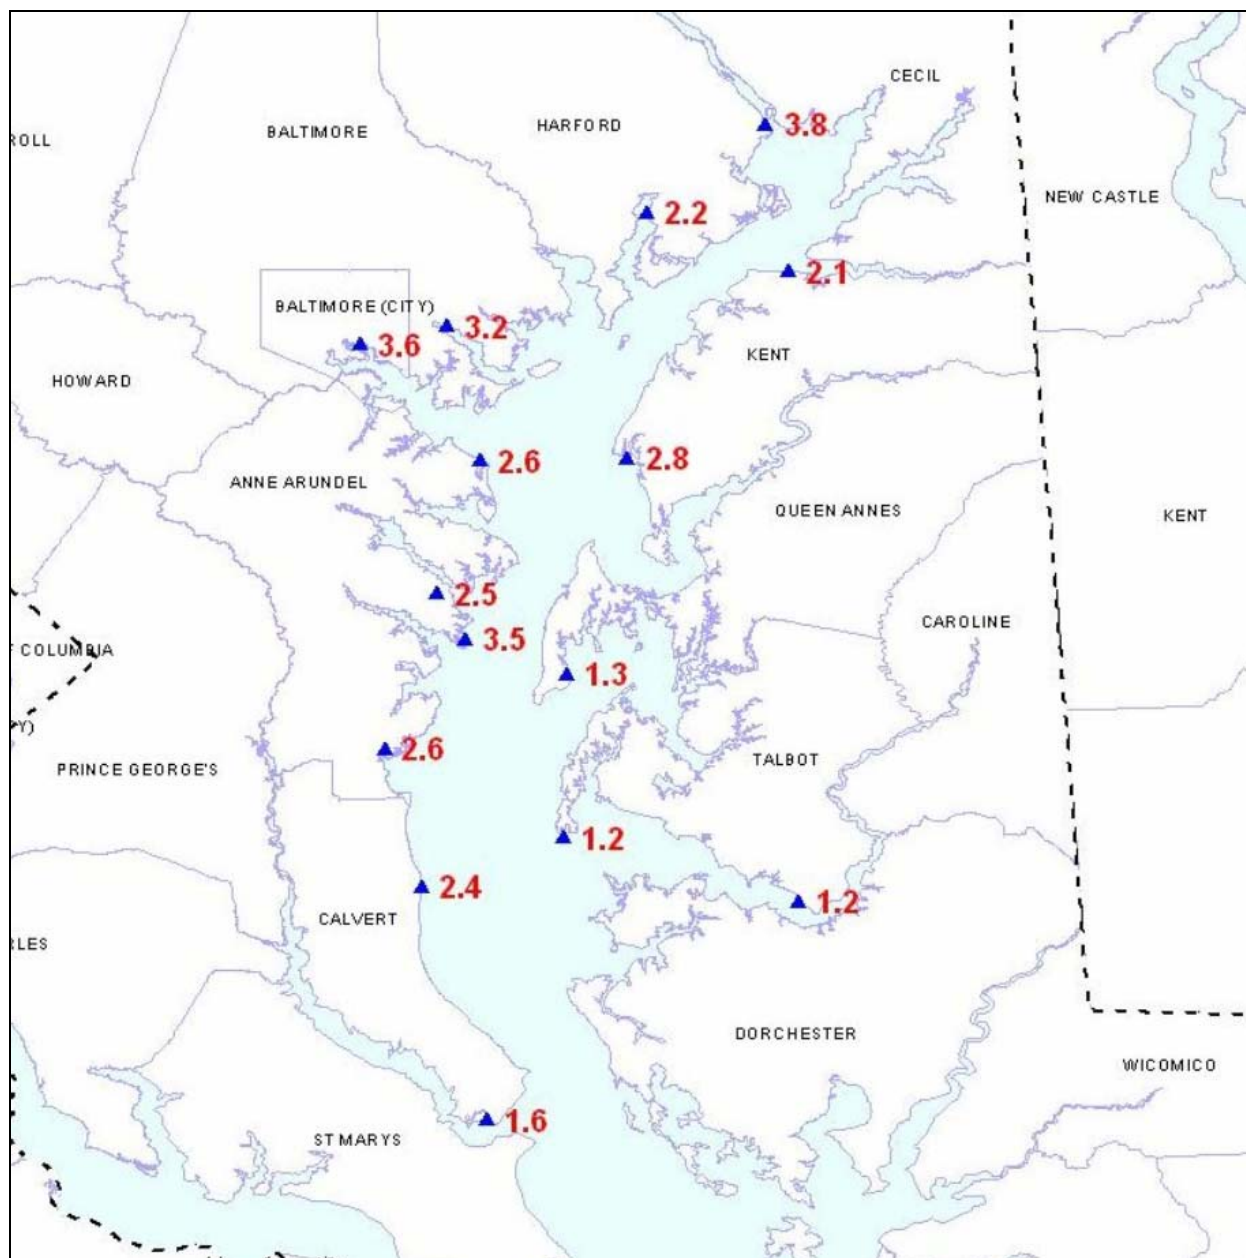 CECIL
3.8
HARFORD
BALTIMORE
ROLL
NEW CASTLE
2.2
2.1
BALTIMORE (CITY)
3.2
3.6
KENT
HOWARD
2.6
2.8
ANNE ARUNDEL
QUEEN ANNES
KENT
2.5
CAROLINE
3.5
F COLUMBIA
1.3
Y)
2.6
TALBOT
PRINCE GEORGE'S
1.2
2.4
1.2
CALVERT
RLES
DORCHESTER
WICOMICO
1.6
ST MARYS